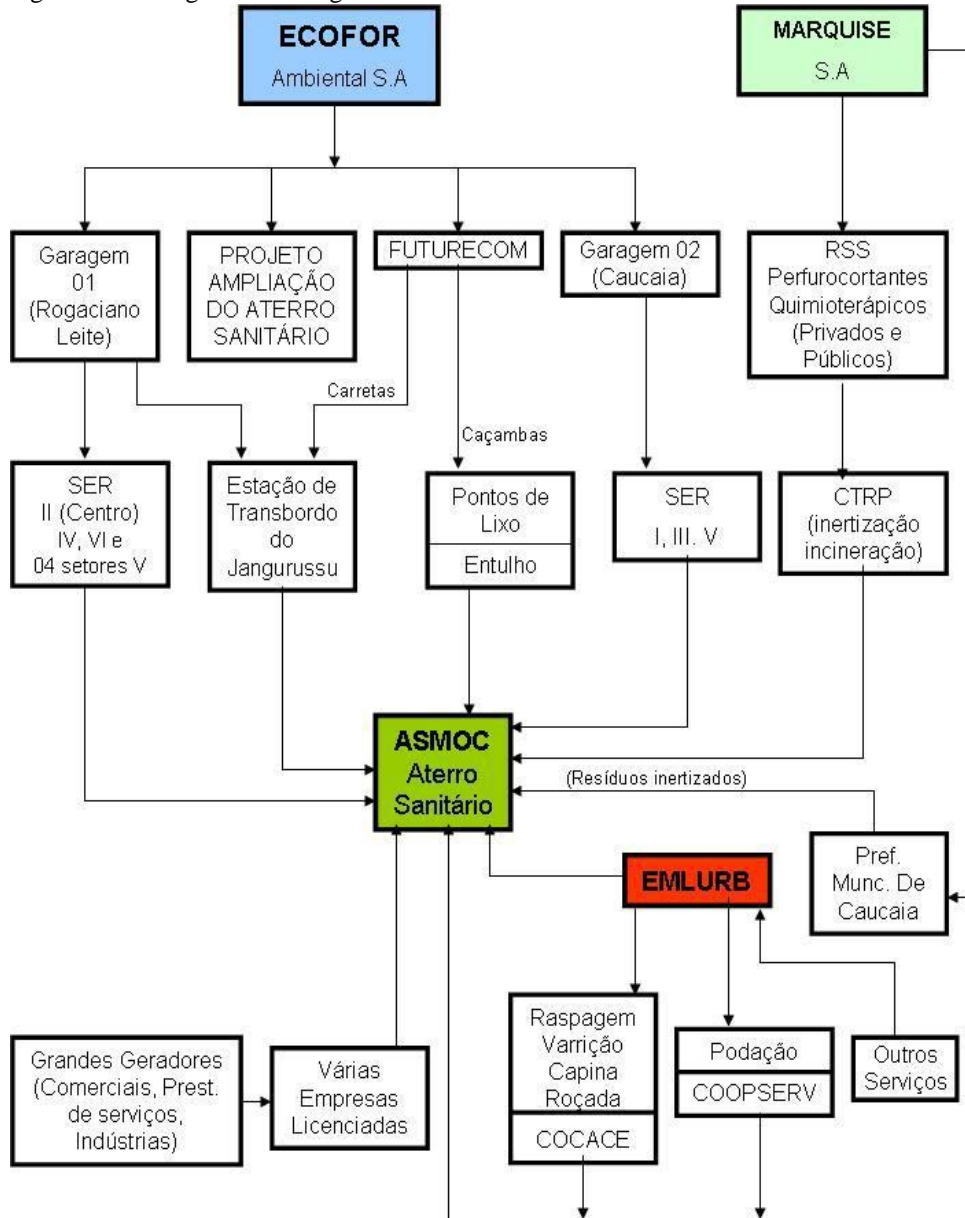 ECOFOR
Ambiental S.A
MARQUISE
S.A
Garagem
01
(Rogaciano
Leite)
PROJETO
AMPLIAÇÃO
DO ATERRO
SANITÁRIO
FUTURECOM
Garagem 02
(Caucaia)
RSS
Perfurocortantes
Quimioterápicos
(Privados e
Públicos)
Carretas
Caçambas
SER
II (Centro)
IV, VI e
04 setores V
Estação de
Transbordo
do
Jangurussu
Pontos de
Lixo
Entulho
SER
I, III. V
CTRP
(inertização
incineração)
ASMOC
Aterro
Sanitário
(Resíduos inertizados)
Pref.
Munc. De
Caucaia
EMLURB
Raspagem
Varrição
Capina
Roçada
COCACE
Podação
COOPSERV
Outros
Serviços
Grandes Geradores
(Comerciais, Prest.
de serviços,
Indústrias)
Várias
Empresas
Licenciadas